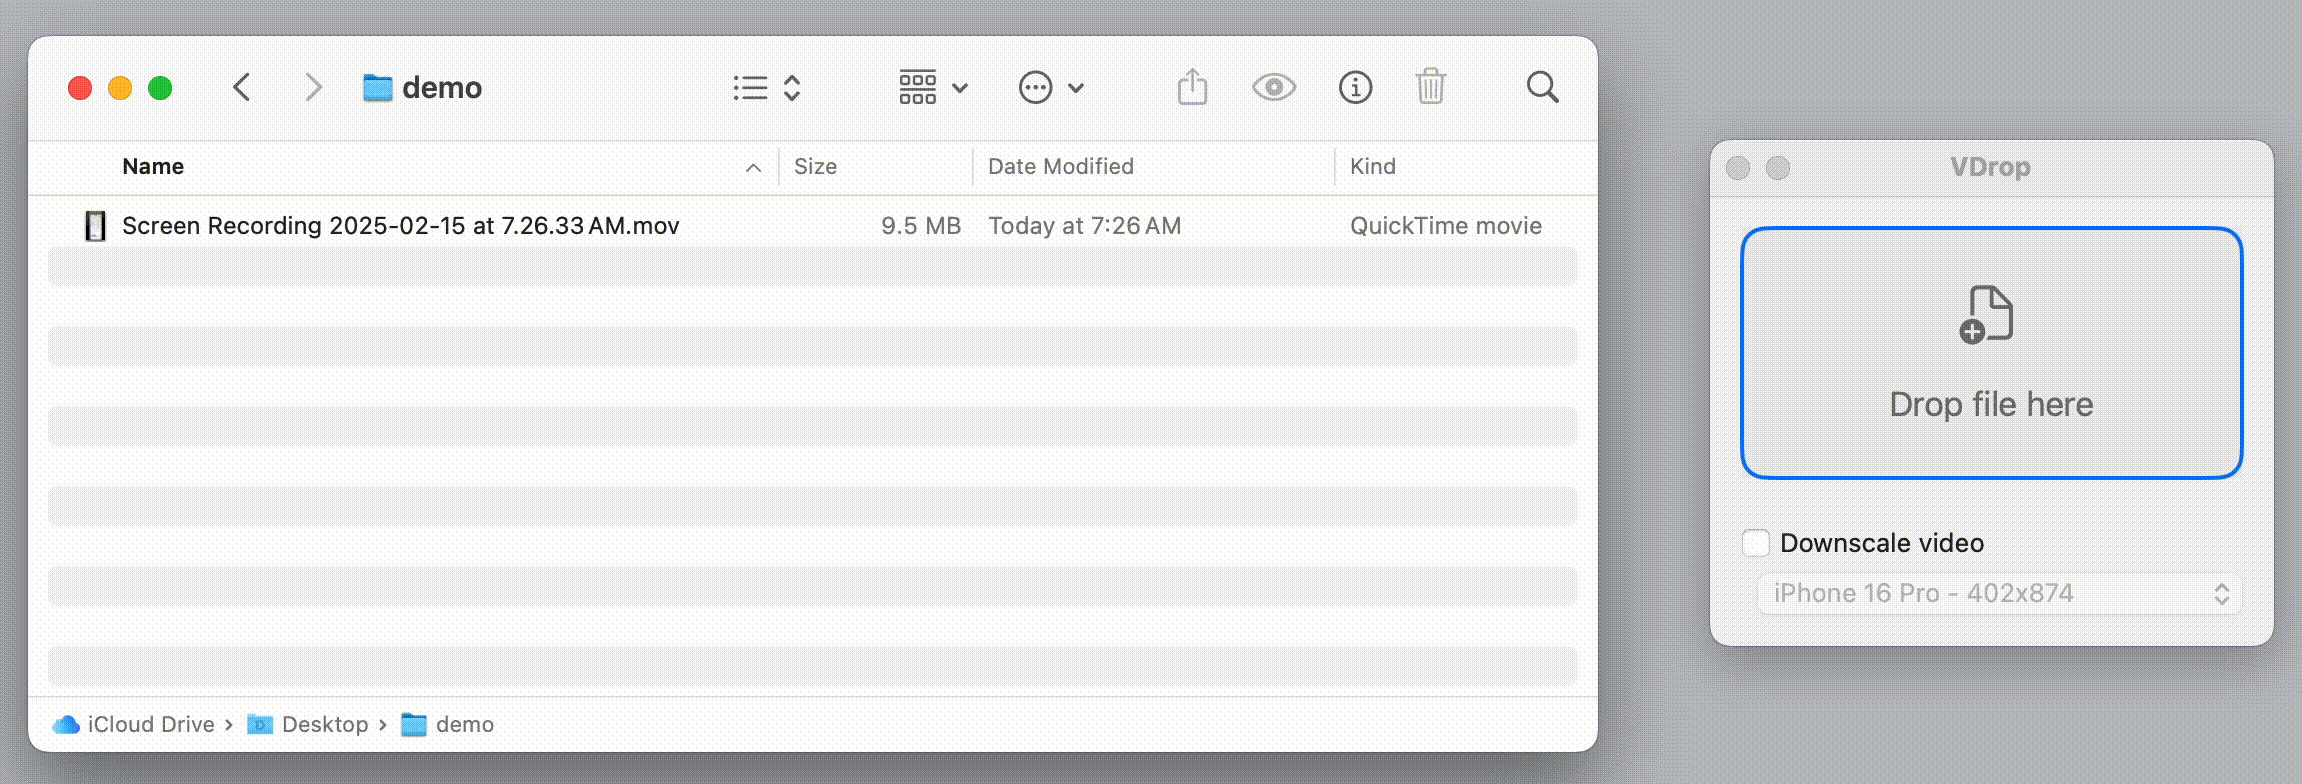 demo
Name Size Date Modified Kind
Screen Recording 2025-02-15 at 7.26.33 AM.mov 9.5 MB Today at 7:26 AM QuickTime movie
iCloud Drive › Desktop › demo
VDrop
Drop file here
Downscale video
iPhone 16 Pro - 402x874